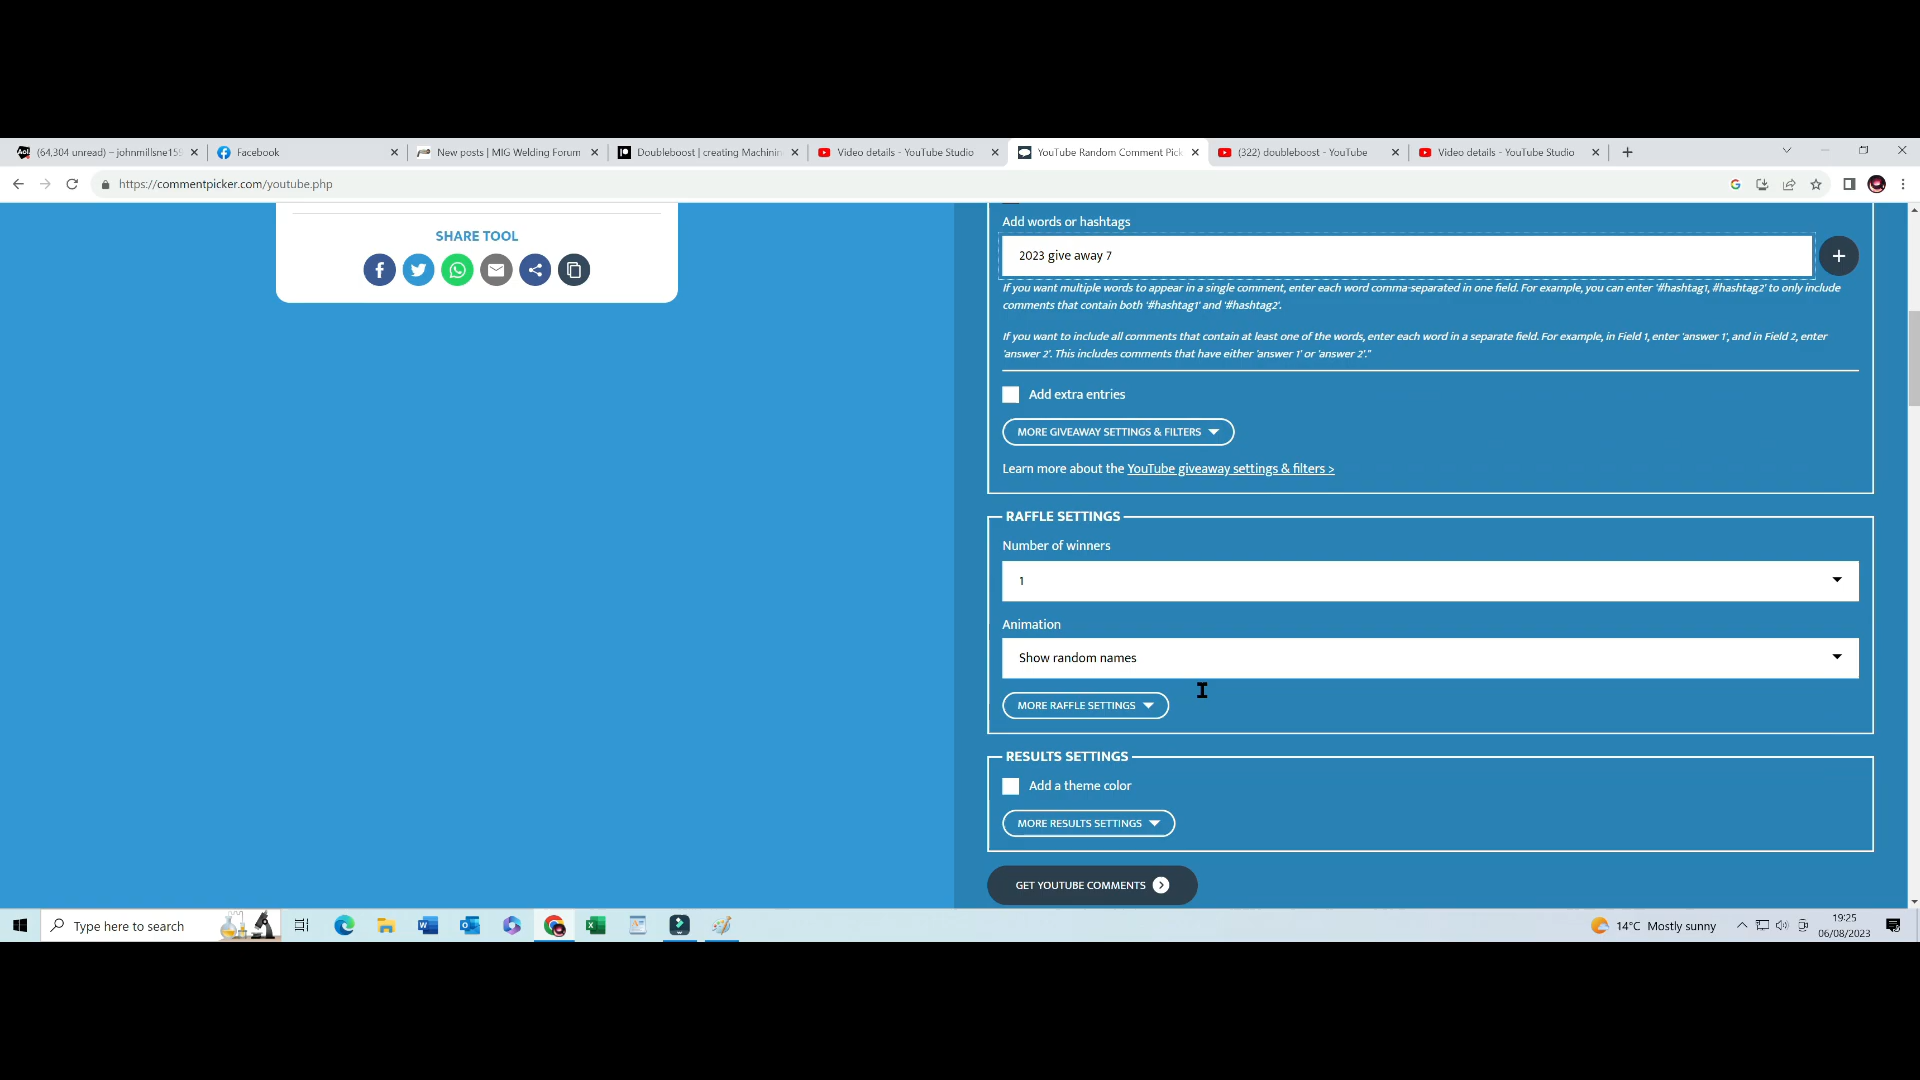 (64,304 unread) - johnmillsne15
Facebook
New posts | MIG Welding Forum
Doubleboost | creating Machinin
Video details - YouTube Studio
YouTube Random Comment Pick
(322) doubleboost - YouTube
Video details - YouTube Studio
https://commentpicker.com/youtube.php
SHARE TOOL
Add words or hashtags
2023 give away 7
If you want multiple words to appear in a single comment, enter each word comma-separated in one field. For example, you can enter '#hashtag1, #hashtag2' to only include
comments that contain both '#hashtag1' and '#hashtag2'.
If you want to include all comments that contain at least one of the words, enter each word in a separate field. For example, in Field 1, enter 'answer 1', and in Field 2, enter
'answer 2'. This includes comments that have either 'answer 1' or 'answer 2'."
Add extra entries
MORE GIVEAWAY SETTINGS & FILTERS
Learn more about the YouTube giveaway settings & filters >
RAFFLE SETTINGS
Number of winners
1
Animation
Show random names
MORE RAFFLE SETTINGS
RESULTS SETTINGS
Add a theme color
MORE RESULTS SETTINGS
GET YOUTUBE COMMENTS
Type here to search
14°C Mostly sunny
19:25
06/08/2023